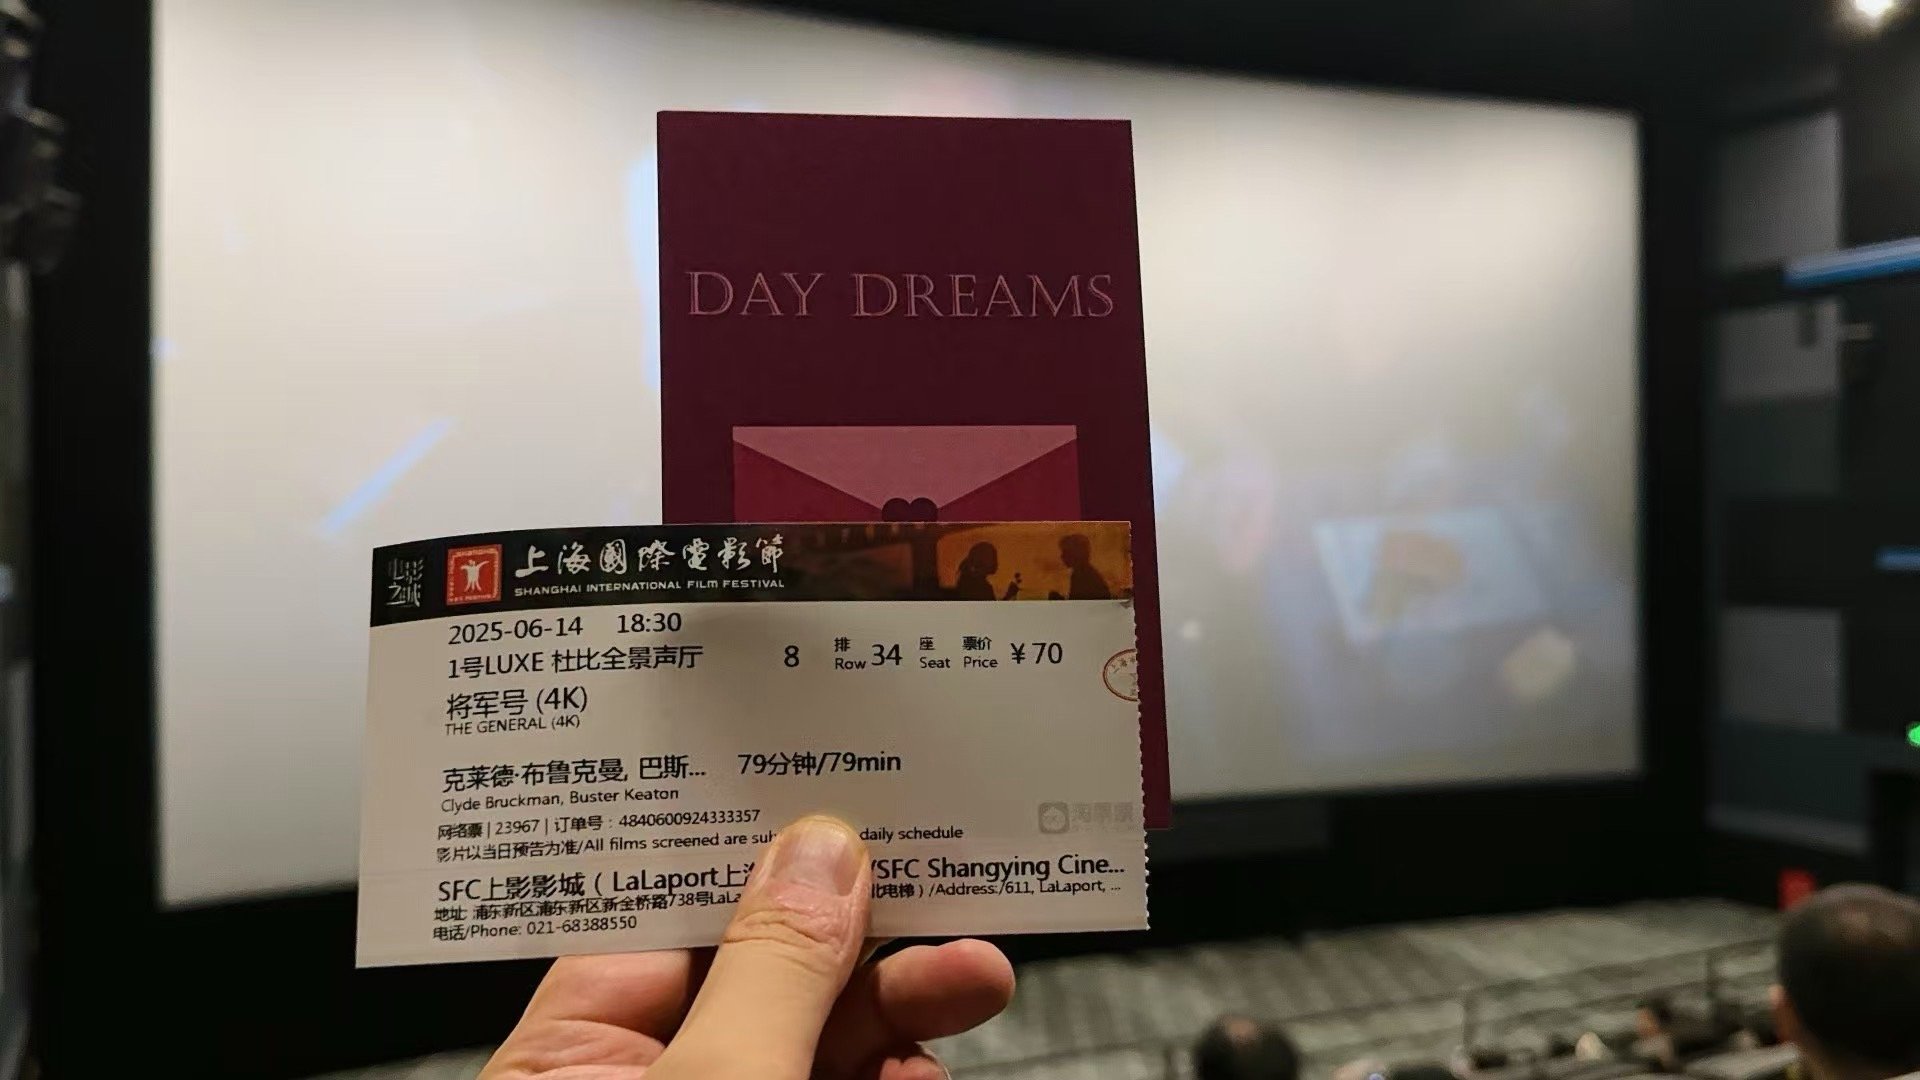 DAY DREAMS
电影之城
上海國際電影節
SHANGHAI INTERNATIONAL FILM FESTIVAL
2025-06-14 18:30
1号LUXE 杜比全景声厅 8 排 Row 34 座 Seat 票价 Price ¥70
将军号 (4K)
THE GENERAL (4K)
克莱德·布鲁克曼, 巴斯... 79分钟/79min
Clyde Bruckman, Buster Keaton
网络票 | 23967 | 订单号:4840600924333357
淘票票
影片以当日预告为准/All films screened are daily schedule
SFC上影影城(LaLaport上 /SFC Shangying Cine...
地址: 浦东新区浦东新区新金桥路738号LaLa 北电梯)/Address:/611, LaLaport, ...
电话/Phone: 021-68388550